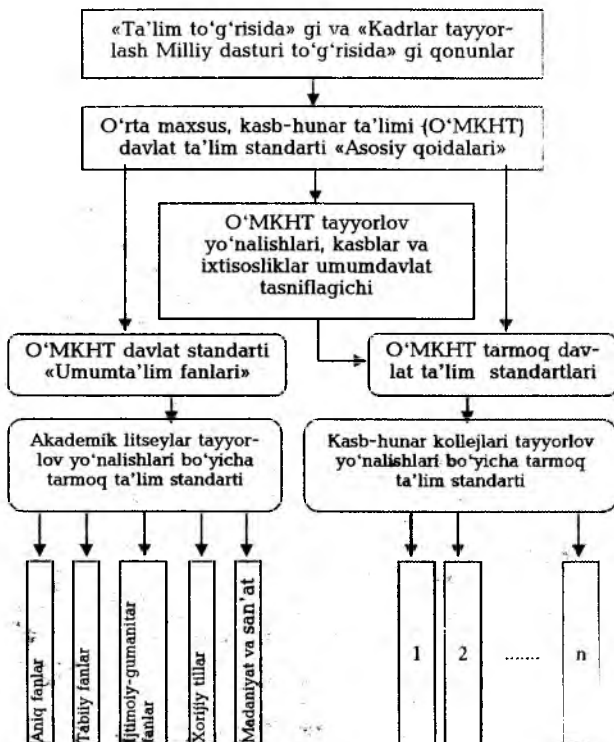 «Ta’lim to‘g‘risida» gi va «Kadrlar tayyor-
lash Milliy dasturi to‘g‘risida» gi qonunlar
O‘rta maxsus, kasb-hunar ta’limi (O‘MKHT)
davlat ta’lim standarti «Asosiy qoidalari»
O‘MKHT tayyorlov
yo‘nalishlari, kasblar va
ixtisosliklar umumdavlat
tasniflagichi
O‘MKHT davlat standarti
«Umumta’lim fanlari»
O‘MKHT tarmoq dav-
lat ta’lim standartlari
Akademik litseylar tayyor-
lov yo‘nalishlari bo‘yicha
tarmoq ta’lim standarti
Kasb-hunar kollejlari tayyorlov
yo‘nalishlari bo‘yicha tarmoq
ta’lim standarti
Aniq fanlar
Tabiiy fanlar
Ijtimoiy-gumanitar
fanlar
Xorijiy tillar
Madaniyat va san’at
1
2
......
n